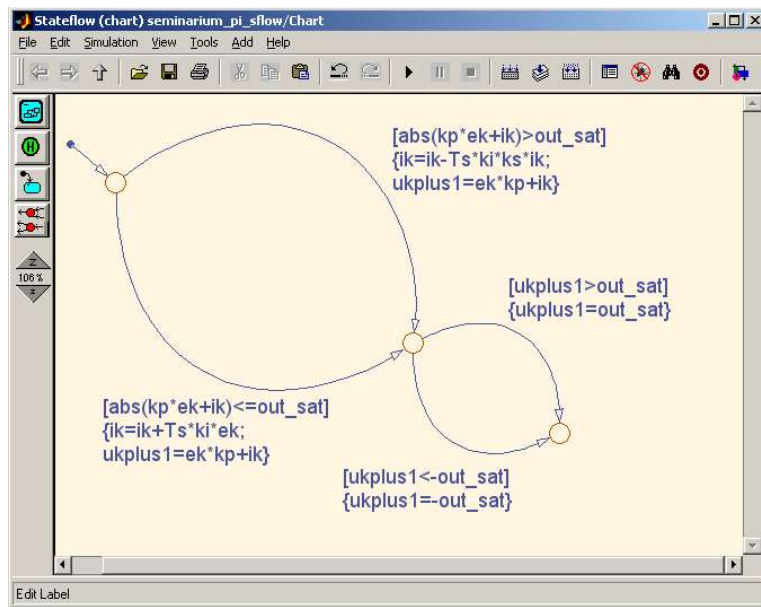 Stateflow (chart) seminarium_pi_sflow/Chart
File Edit Simulation View Tools Add Help
[abs(kp*ek+ik)>out_sat]
{ik=ik-Ts*ki*ks*ik;
ukplus1=ek*kp+ik}
H
Z
106%
z
[ukplus1>out_sat]
{ukplus1=out_sat}
[abs(kp*ek+ik)<=out_sat]
{ik=ik+Ts*ki*ek;
ukplus1=ek*kp+ik}
[ukplus1<-out_sat]
{ukplus1=-out_sat}
Edit Label